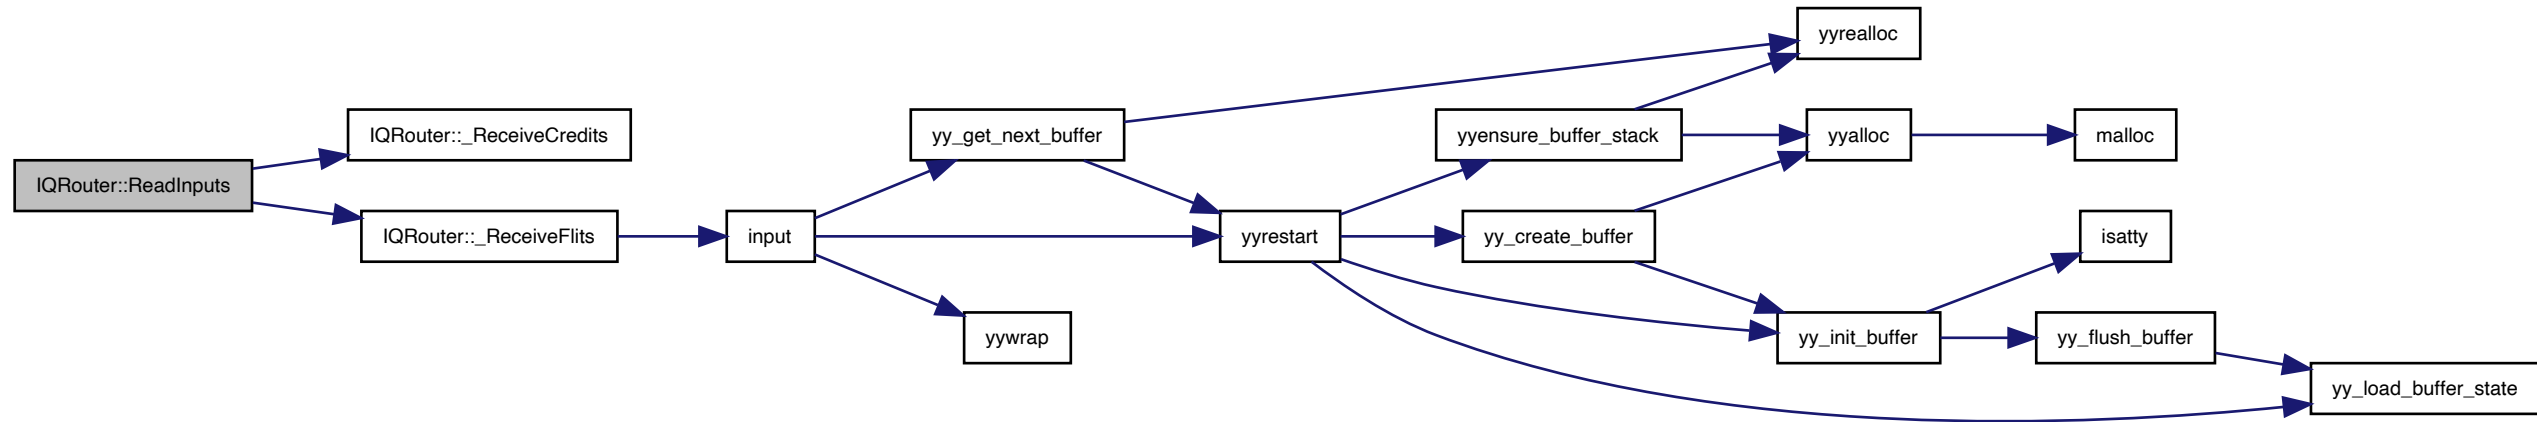 IQRouter::ReadInputs
IQRouter::_ReceiveCredits
IQRouter::_ReceiveFlits
input
yy_get_next_buffer
yywrap
yyrestart
yyensure_buffer_stack
yy_create_buffer
yyrealloc
yyalloc
yy_init_buffer
malloc
isatty
yy_flush_buffer
yy_load_buffer_state